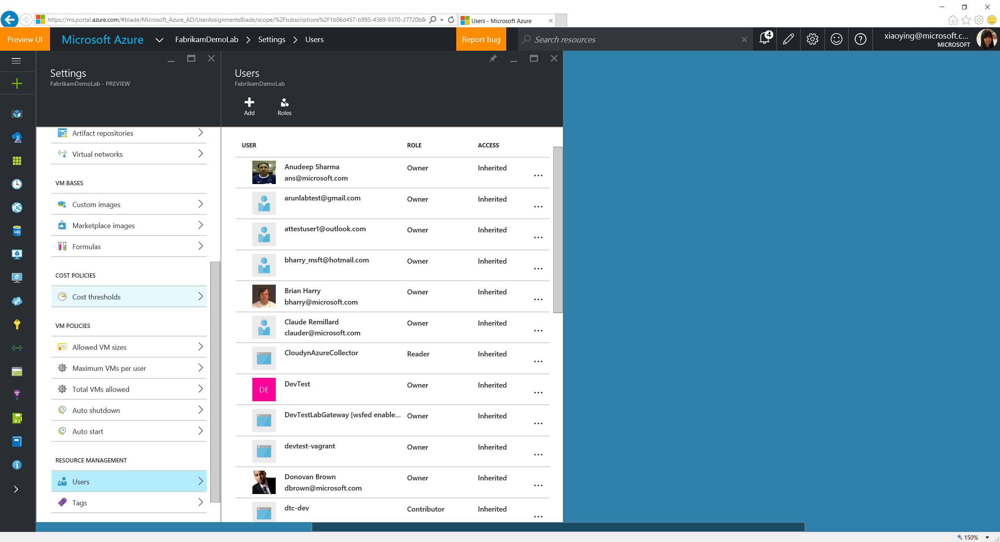 https://ms.portal.azure.com/#blade/Microsoft_Azure_AD/UserAssignmentsBlade/scope/%2Fsubscriptions%2F1b06d457-b995-4369-9370-27720b84
Users - Microsoft Azure
Preview UI
Microsoft Azure
FabrikamDemoLab
Settings
Users
Report bug
Search resources
4
xiaoying@microsoft.c...
MICROSOFT
Settings
FabrikamDemoLab - PREVIEW
Artifact repositories
Virtual networks
VM BASES
Custom images
Marketplace images
Formulas
COST POLICIES
Cost thresholds
VM POLICIES
Allowed VM sizes
Maximum VMs per user
Total VMs allowed
Auto shutdown
Auto start
RESOURCE MANAGEMENT
Users
Tags
SQL
Users
FabrikamDemoLab
Add
Roles
USER ROLE ACCESS
Anudeep Sharma Owner Inherited
ans@microsoft.com
arunlabtest@gmail.com Owner Inherited
attestuser1@outlook.com Owner Inherited
bharry_msft@hotmail.com Owner Inherited
Brian Harry Owner Inherited
bharry@microsoft.com
Claude Remillard Owner Inherited
clauder@microsoft.com
CloudynAzureCollector Reader Inherited
DE DevTest Owner Inherited
DevTestLabGateway [wsfed enable... Owner Inherited
devtest-vagrant Owner Inherited
Donovan Brown Owner Inherited
dbrown@microsoft.com
dtc-dev Contributor Inherited
150%